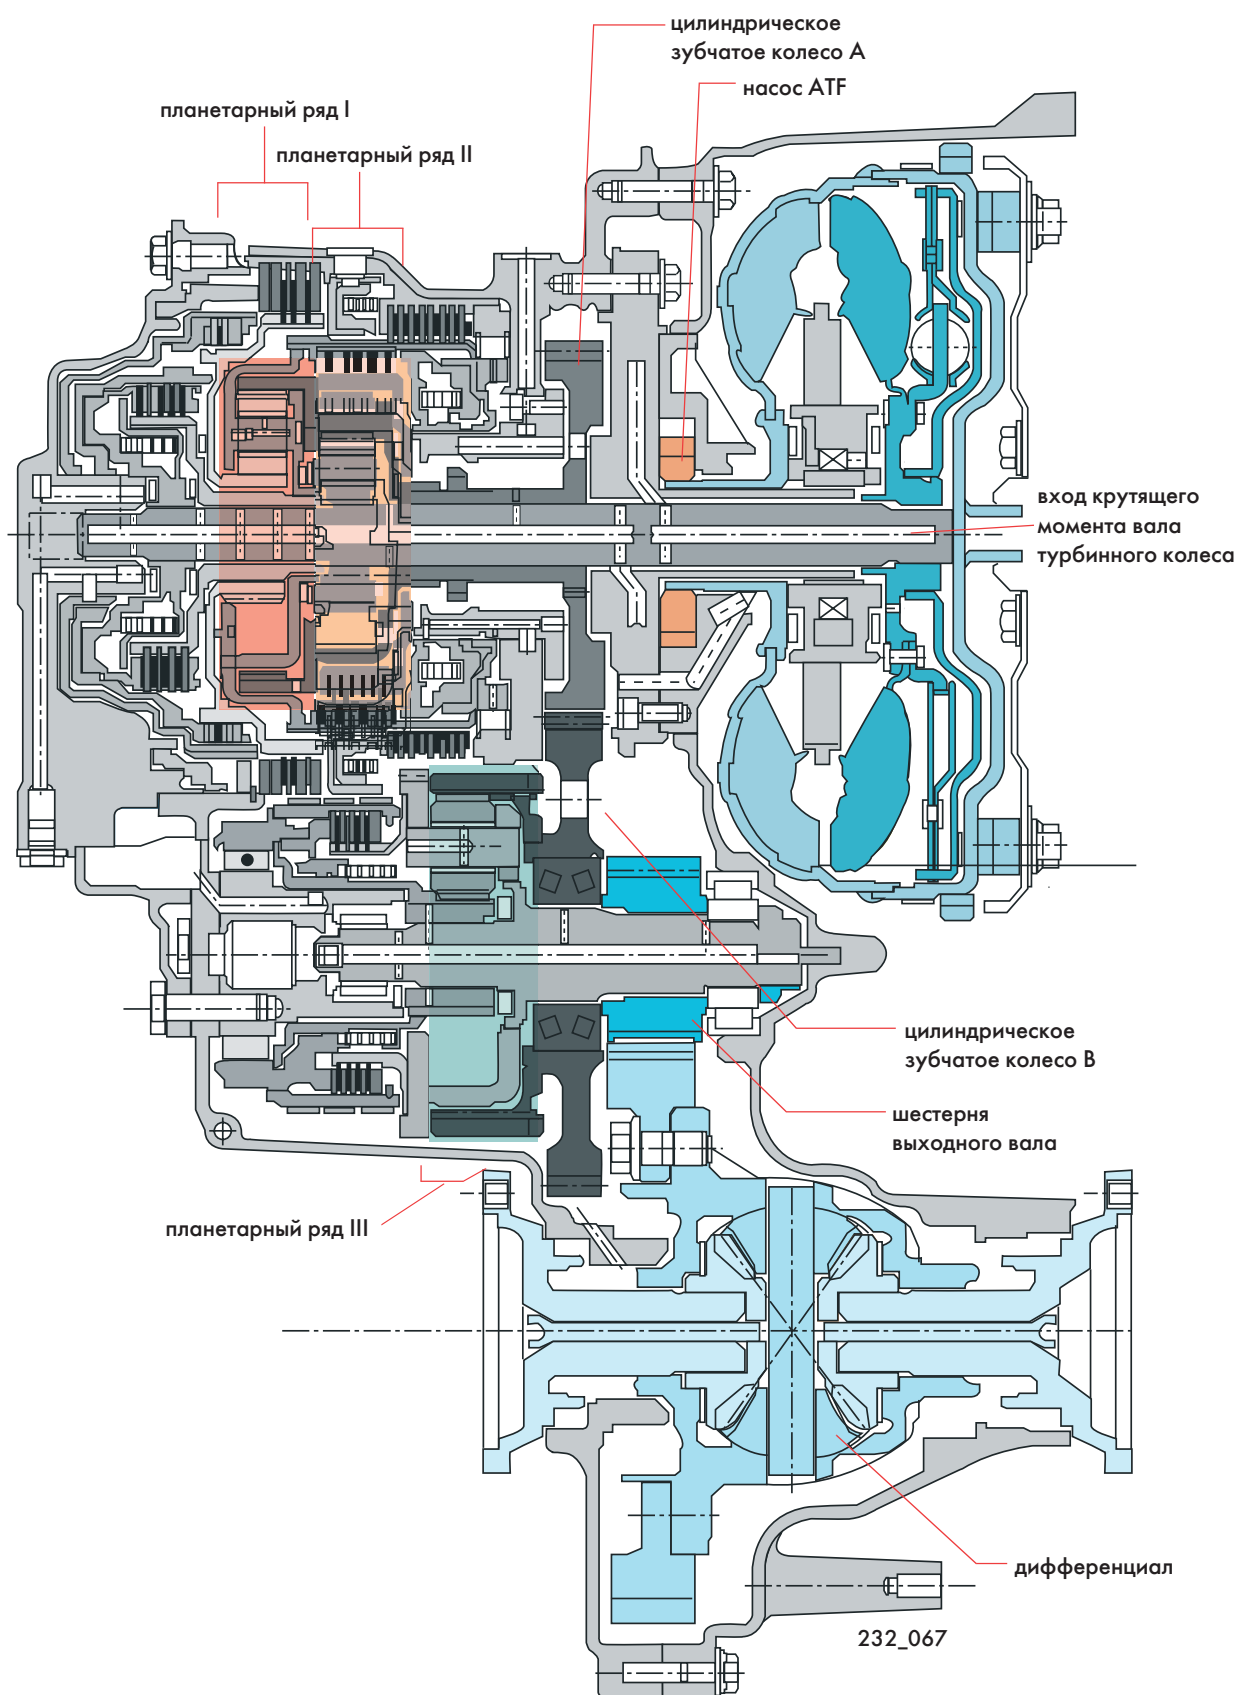 цилиндрическое
зубчатое колесо A
насос ATF
планетарный ряд I
планетарный ряд II
вход крутящего
момента вала
турбинного колеса
цилиндрическое
зубчатое колесо B
шестерня
выходного вала
планетарный ряд III
дифференциал
232_067